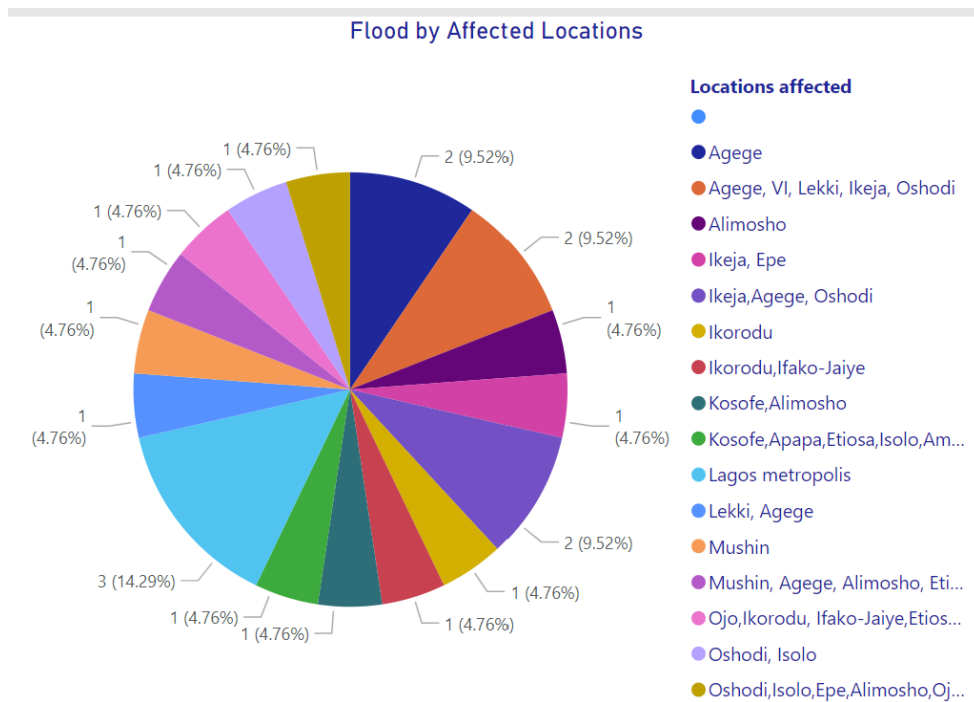 Flood by Affected Locations
1 (4.76%)
2 (9.52%)
1 (4.76%)
1 (4.76%)
2 (9.52%)
1
(4.76%)
1
(4.76%)
1
(4.76%)
1
(4.76%)
1
(4.76%)
2 (9.52%)
3 (14.29%)
1 (4.76%)
1 (4.76%)
1 (4.76%)
1 (4.76%)
Locations affected
Agege
Agege, VI, Lekki, Ikeja, Oshodi
Alimosho
Ikeja, Epe
Ikeja,Agege, Oshodi
Ikorodu
Ikorodu,Ifako-Jaiye
Kosofe,Alimosho
Kosofe,Apapa,Etiosa,Isolo,Am...
Lagos metropolis
Lekki, Agege
Mushin
Mushin, Agege, Alimosho, Eti...
Ojo,Ikorodu, Ifako-Jaiye,Etios...
Oshodi, Isolo
Oshodi,Isolo,Epe,Alimosho,Oj...